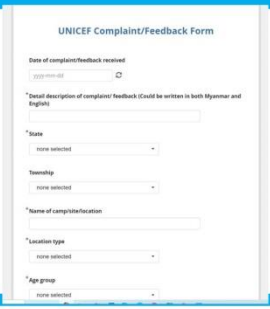 UNICEF Complaint/Feedback Form
Date of complaint/feedback received
yyyy-mm-dd
*Detail description of complaint/ feedback (Could be written in both Myanmar and
English)
*State
none selected
Township
none selected
*Name of camp/site/location
*Location type
none selected
*Age group
none selected